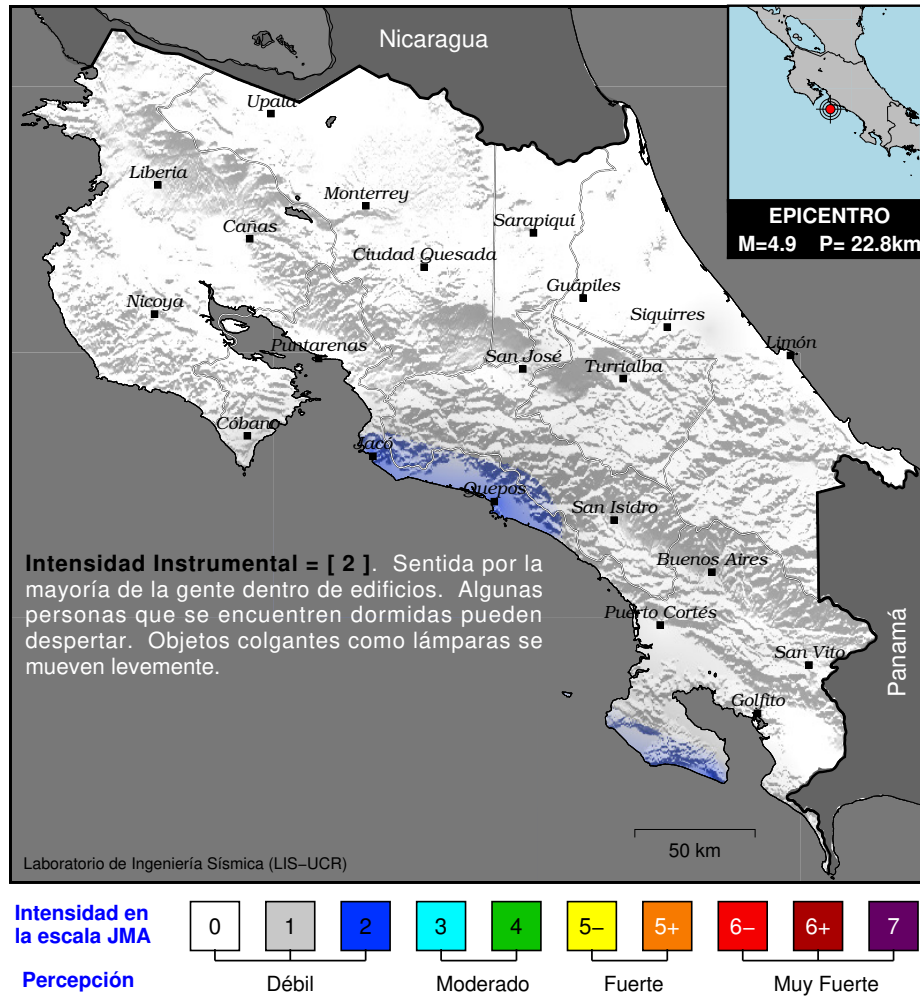 Nicaragua
Upala
Liberia
Monterrey
Cañas
Sarapiquí
Ciudad Quesada
EPICENTRO
M=4.9 P= 22.8km
Nicoya
Guápiles
Siquirres
Puntarenas
San José
Limón
Turrialba
Cóbano
Jacó
Quepos
San Isidro
Buenos Aires
Puerto Cortés
San Vito
Golfito
Panamá
Intensidad Instrumental = [ 2 ]. Sentida por la
mayoría de la gente dentro de edificios. Algunas
personas que se encuentren dormidas pueden
despertar. Objetos colgantes como lámparas se
mueven levemente.
50 km
Laboratorio de Ingeniería Sísmica (LIS−UCR)
Intensidad en
la escala JMA
0 1 2 3 4 5− 5+ 6− 6+ 7
Percepción
Débil Moderado Fuerte Muy Fuerte